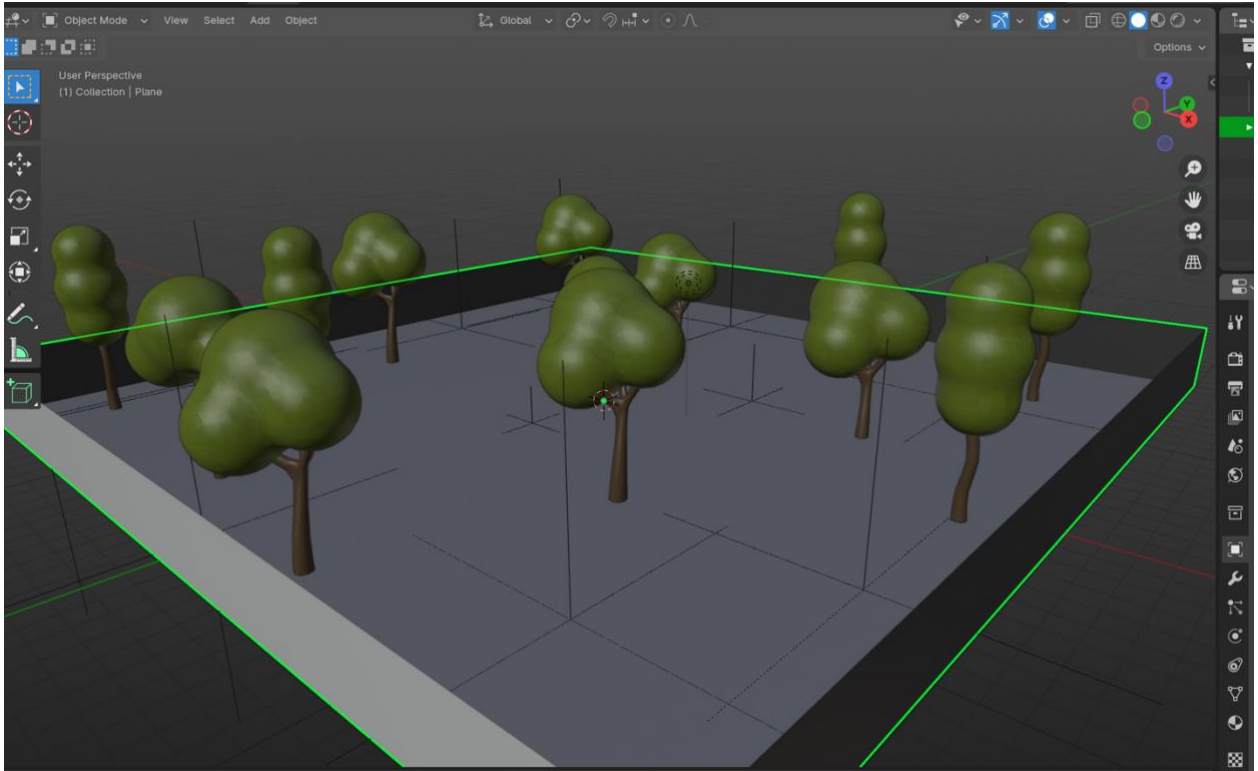 Object Mode View Select Add Object Global
Options
User Perspective
(1) Collection | Plane
Z
Y
X